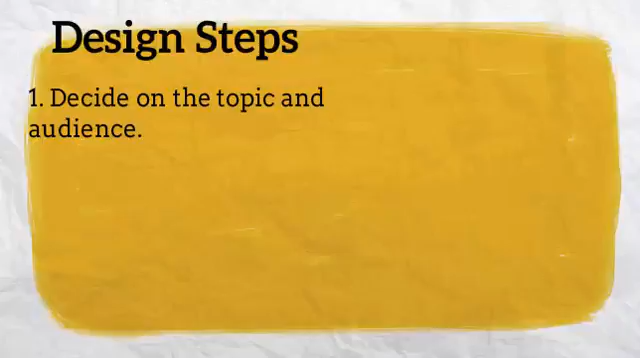 Design Steps
1. Decide on the topic and
audience.